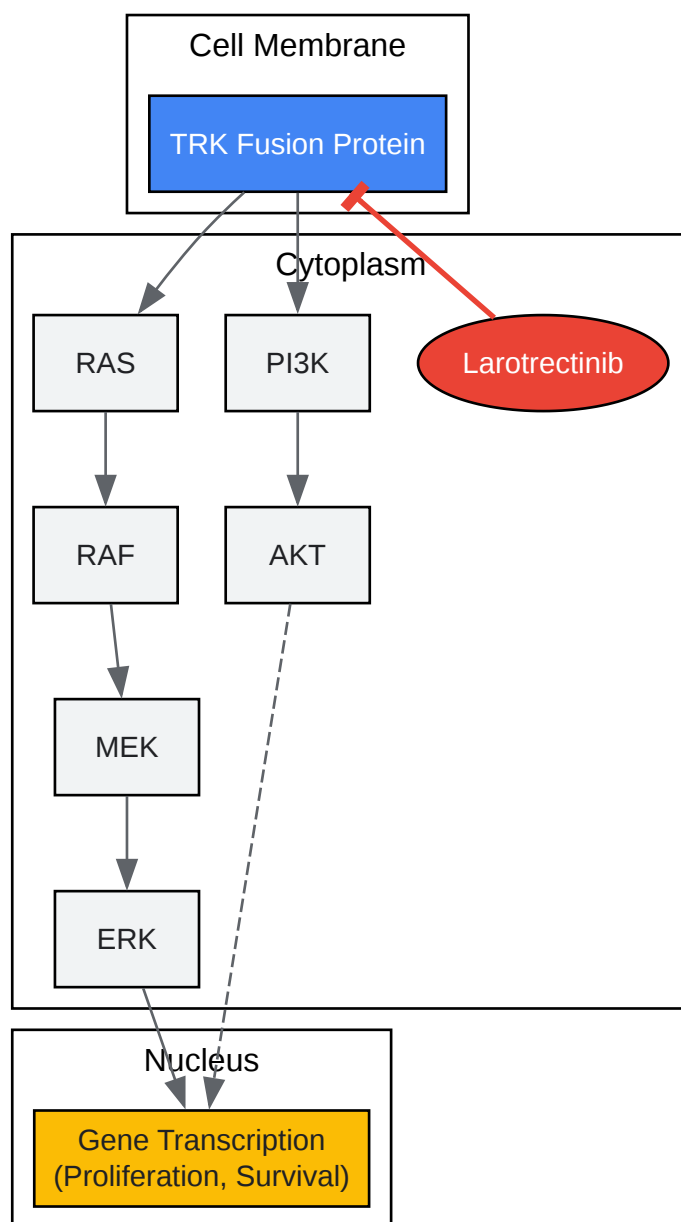 Cell Membrane
TRK Fusion Protein
Cytoplasm
RAS
PI3K
Larotrectinib
RAF
AKT
MEK
ERK
Nucleus
Gene Transcription
(Proliferation, Survival)